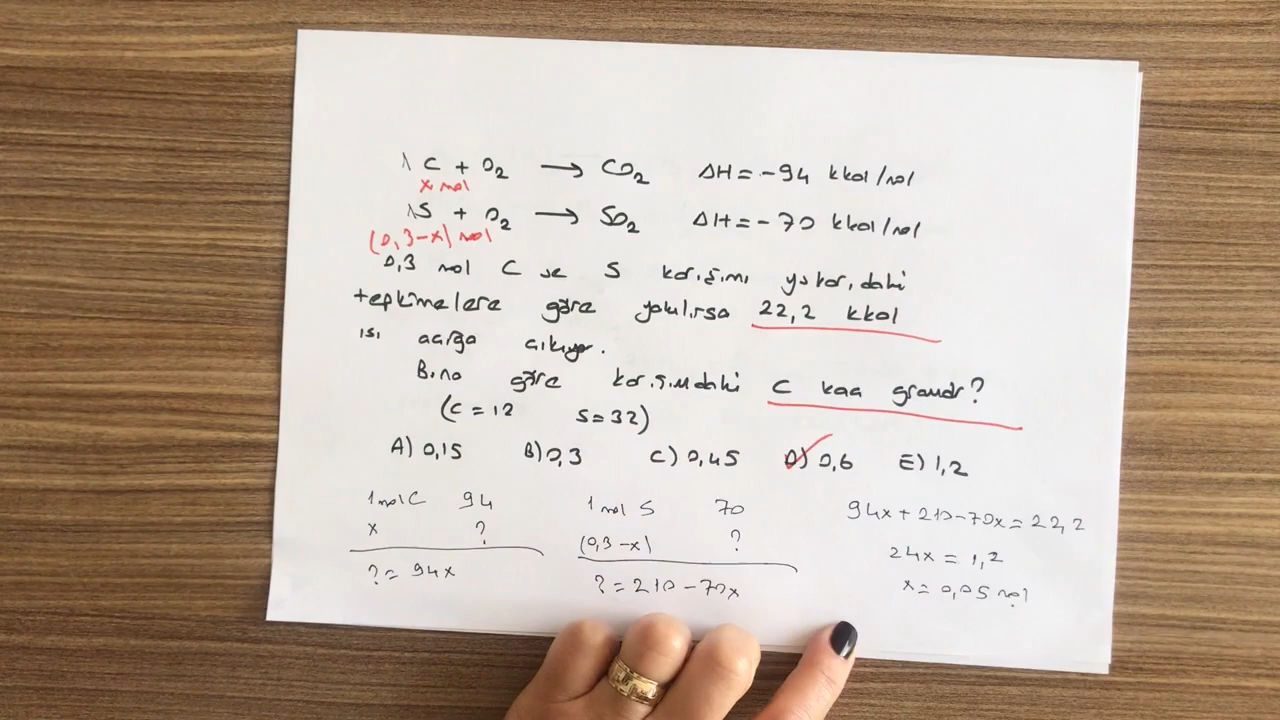 1 C + O₂ → CO₂ ΔH = -94 kkal/mol
x mol
1 S + O₂ → SO₂ ΔH = -70 kkal/mol
(0,3-x) mol
0,3 mol C ve S karışımı yukarıdaki
tepkimelere göre yakılırsa 22,2 kkal
ısı açığa çıkıyor.
Buna göre karışımdaki C kaç gramdır?
(C = 12 S = 32)
A) 0,15 B) 0,3 C) 0,45 D) 0,6 E) 1,2
1 mol C 94 1 mol S 70 94x + 210 - 70x = 22,2
x ? (0,3-x) ? 24x = 1,2
? = 94x ? = 210 - 70x x = 0,05 mol